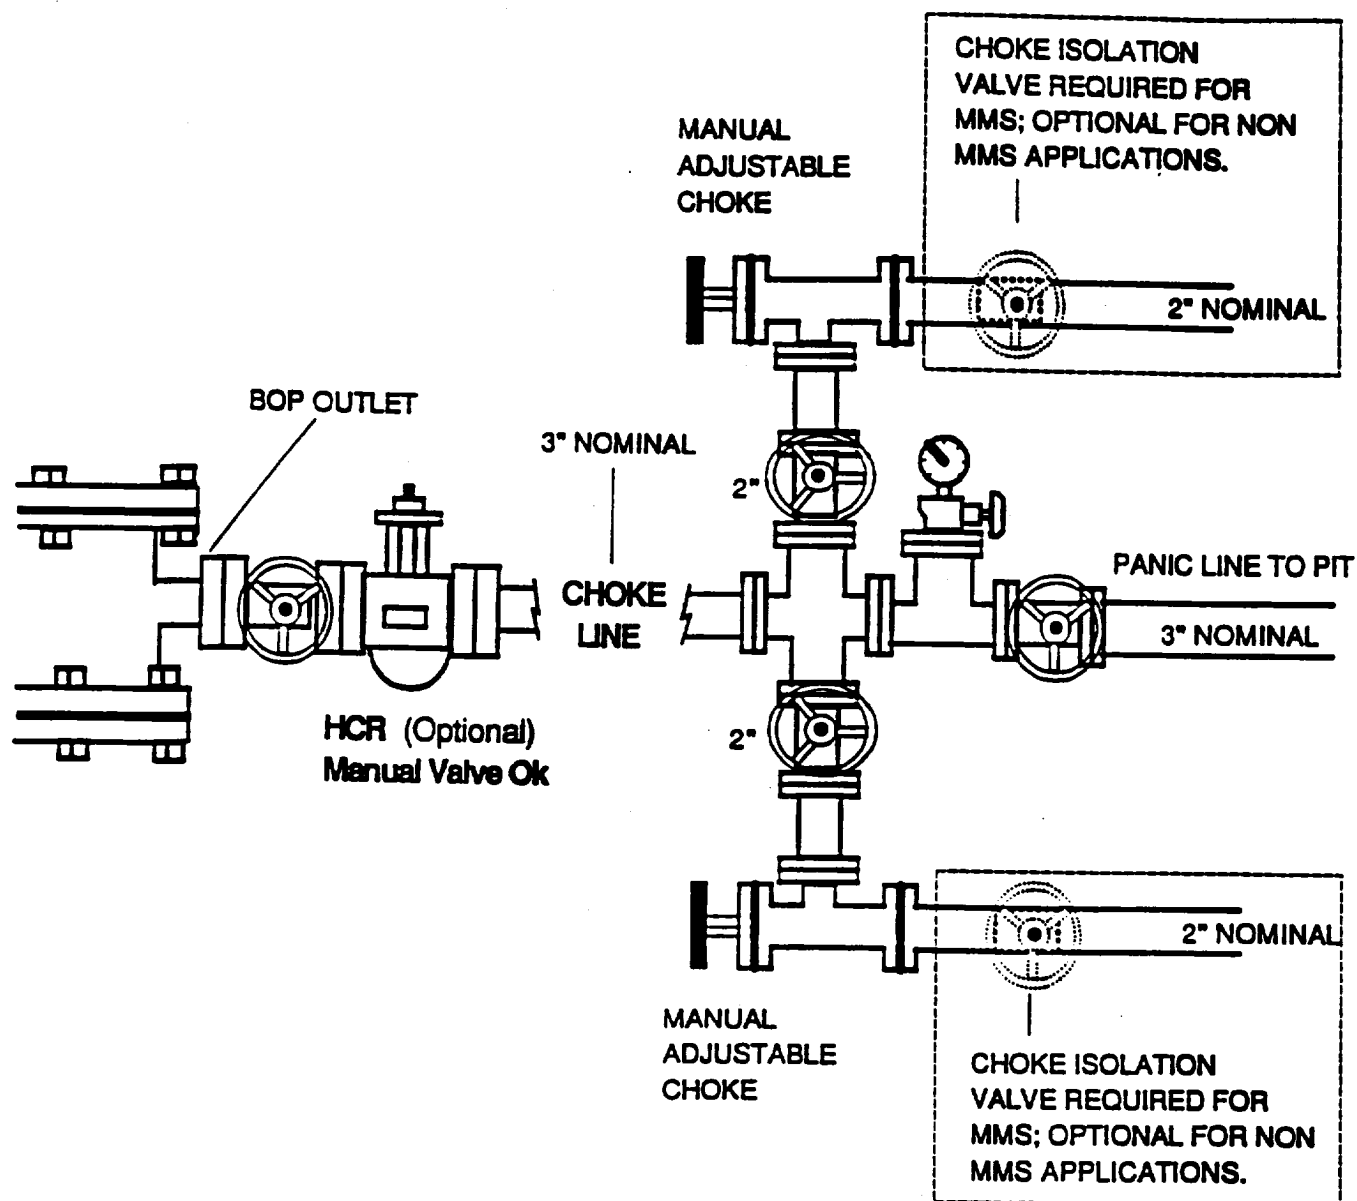 CHOKE ISOLATION
VALVE REQUIRED FOR
MMS; OPTIONAL FOR NON
MMS APPLICATIONS.
MANUAL
ADJUSTABLE
CHOKE
2" NOMINAL
BOP OUTLET
3" NOMINAL
2"
CHOKE
LINE
PANIC LINE TO PIT
3" NOMINAL
HCR (Optional)
Manual Valve Ok
2"
2" NOMINAL
MANUAL
ADJUSTABLE
CHOKE
CHOKE ISOLATION
VALVE REQUIRED FOR
MMS; OPTIONAL FOR NON
MMS APPLICATIONS.